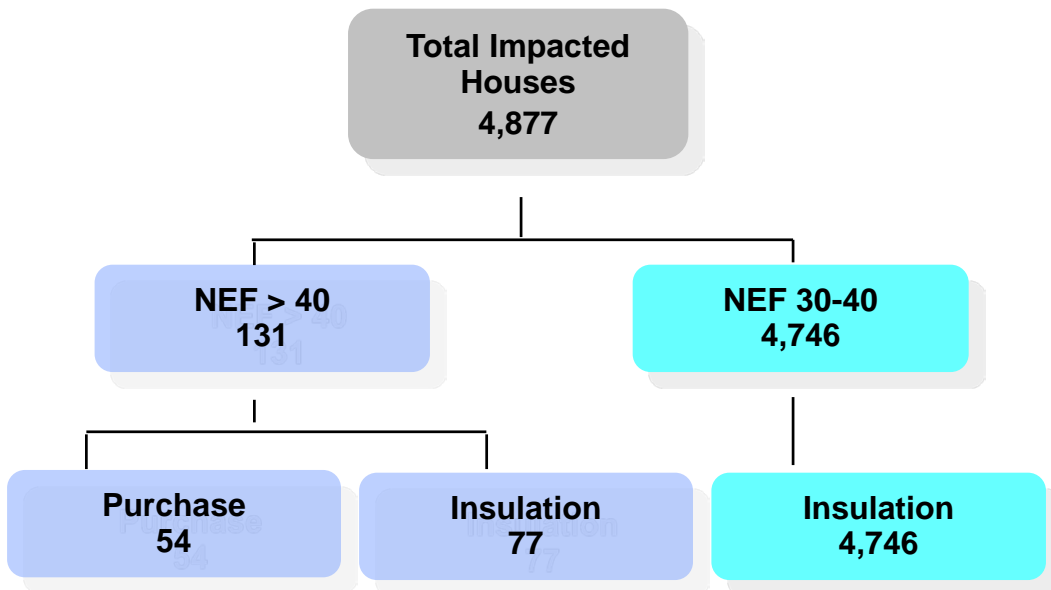 Total Impacted
Houses
4,877
NEF > 40
131
NEF 30-40
4,746
Purchase
54
Insulation
77
Insulation
4,746